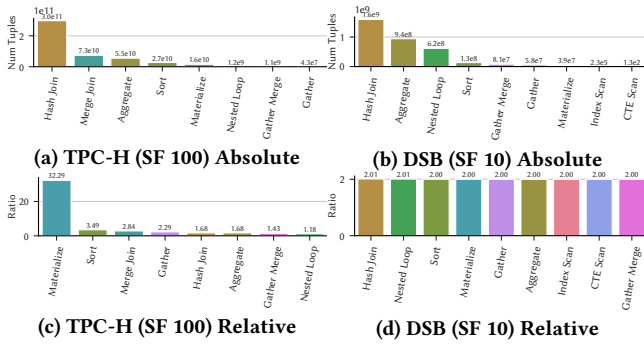 1e11
Num Tuples
2
0
3.0e11
7.3e10
5.5e10
2.7e10
1.6e10
1.2e9
1.1e9
4.3e7
Hash Join
Merge Join
Aggregate
Sort
Materialize
Nested Loop
Gather Merge
Gather
(a) TPC-H (SF 100) Absolute
1e9
Num Tuples
1
0
1.6e9
9.4e8
6.2e8
1.3e8
8.1e7
5.8e7
3.9e7
2.3e5
1.3e2
Hash Join
Aggregate
Nested Loop
Sort
Gather Merge
Gather
Materialize
Index Scan
CTE Scan
(b) DSB (SF 10) Absolute
Ratio
20
0
32.29
3.49
2.84
2.29
1.68
1.68
1.43
1.18
Materialize
Sort
Merge Join
Gather
Hash Join
Aggregate
Gather Merge
Nested Loop
(c) TPC-H (SF 100) Relative
Ratio
2
0
2.01
2.01
2.00
2.00
2.00
2.00
2.00
2.00
2.00
Hash Join
Nested Loop
Sort
Materialize
Gather
Aggregate
Index Scan
CTE Scan
Gather Merge
(d) DSB (SF 10) Relative